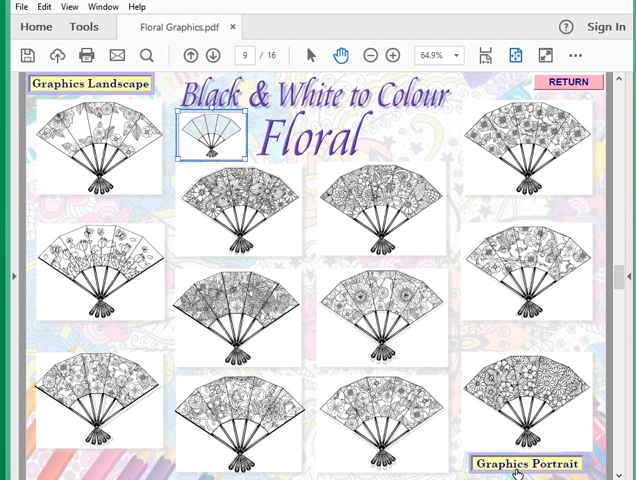 File Edit View Window Help
Home Tools Floral Graphics.pdf × ? Sign In
9 / 16 64.9%
Graphics Landscape
Black & White to Colour
Floral
RETURN
Graphics Portrait